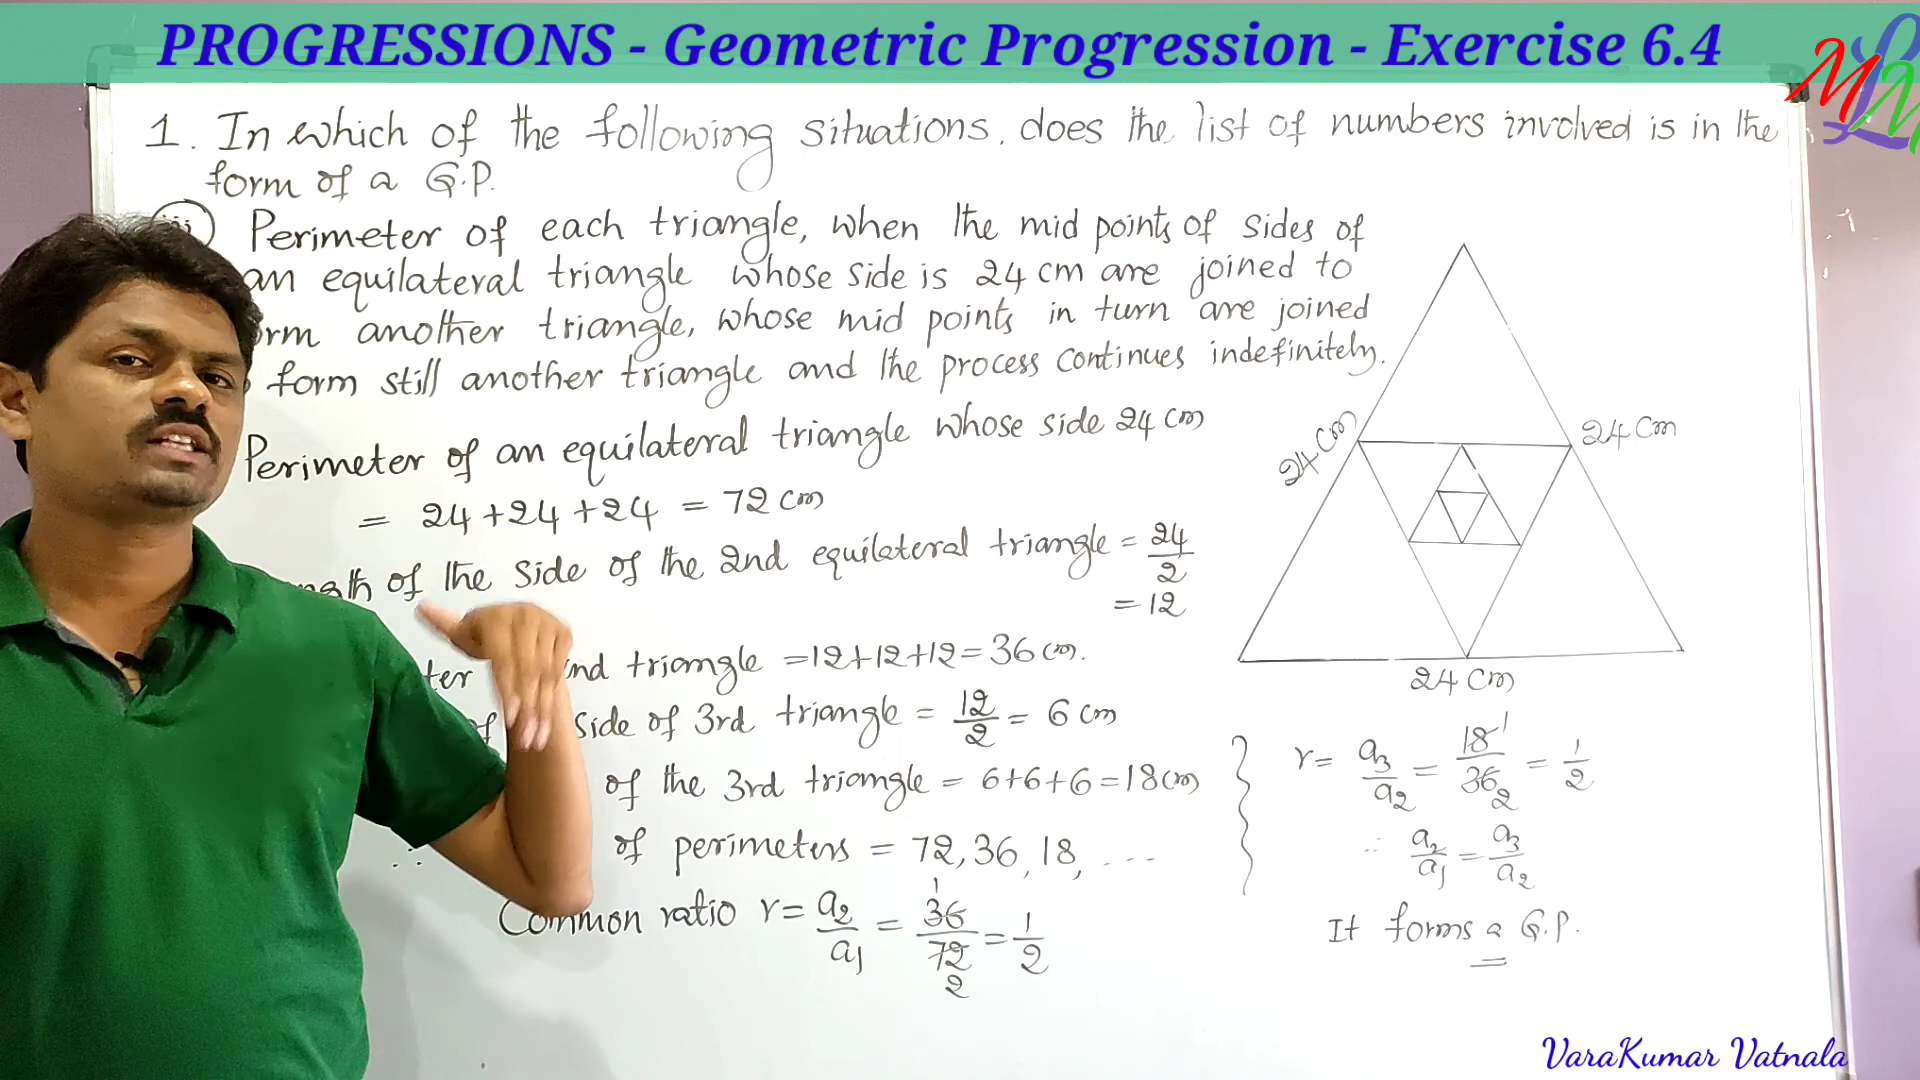 PROGRESSIONS - Geometric Progression - Exercise 6.4
MLM
1. In which of the following situations, does the list of numbers involved is in the
form of a G.P.
Perimeter of each triangle, when the mid points of sides of
an equilateral triangle whose side is 24 cm are joined to
another triangle, whose mid points in turn are joined
form still another triangle and the process continues indefinitely.
Perimeter of an equilateral triangle whose side 24 cm
= 24+24+24 = 72 cm
of the side of the 2nd equilateral triangle = 24/2
= 12
triangle =12+12+12=36 cm.
side of 3rd triangle = 12/2 = 6 cm
of the 3rd triangle = 6+6+6=18cm
of perimeters = 72, 36, 18, ...
Common ratio r= a2/a1 = 36/72 = 1/2
24 cm
24 cm
24 cm
r= a3/a2 = 18/36 = 1/2
∴ a2/a1 = a3/a2
It forms a G.P.
VaraKumar Vatnala